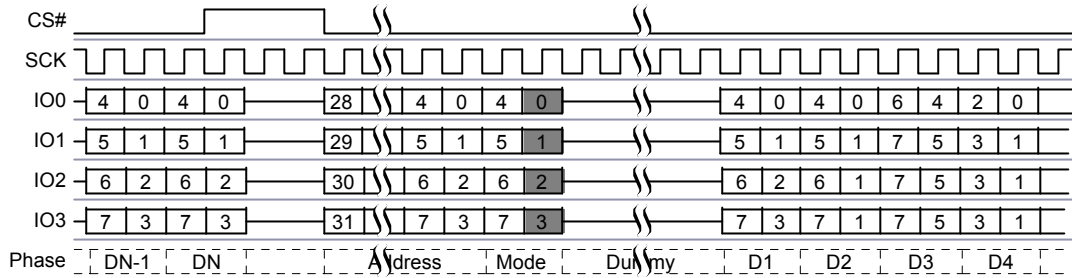 CS#
SCK
IO0 4 0 4 0 28 4 0 4 0 4 0 4 0 6 4 2 0
IO1 5 1 5 1 29 5 1 5 1 5 1 5 1 7 5 3 1
IO2 6 2 6 2 30 6 2 6 2 6 2 6 1 7 5 3 1
IO3 7 3 7 3 31 7 3 7 3 7 3 7 1 7 5 3 1
Phase DN-1 DN Address Mode Dummy D1 D2 D3 D4